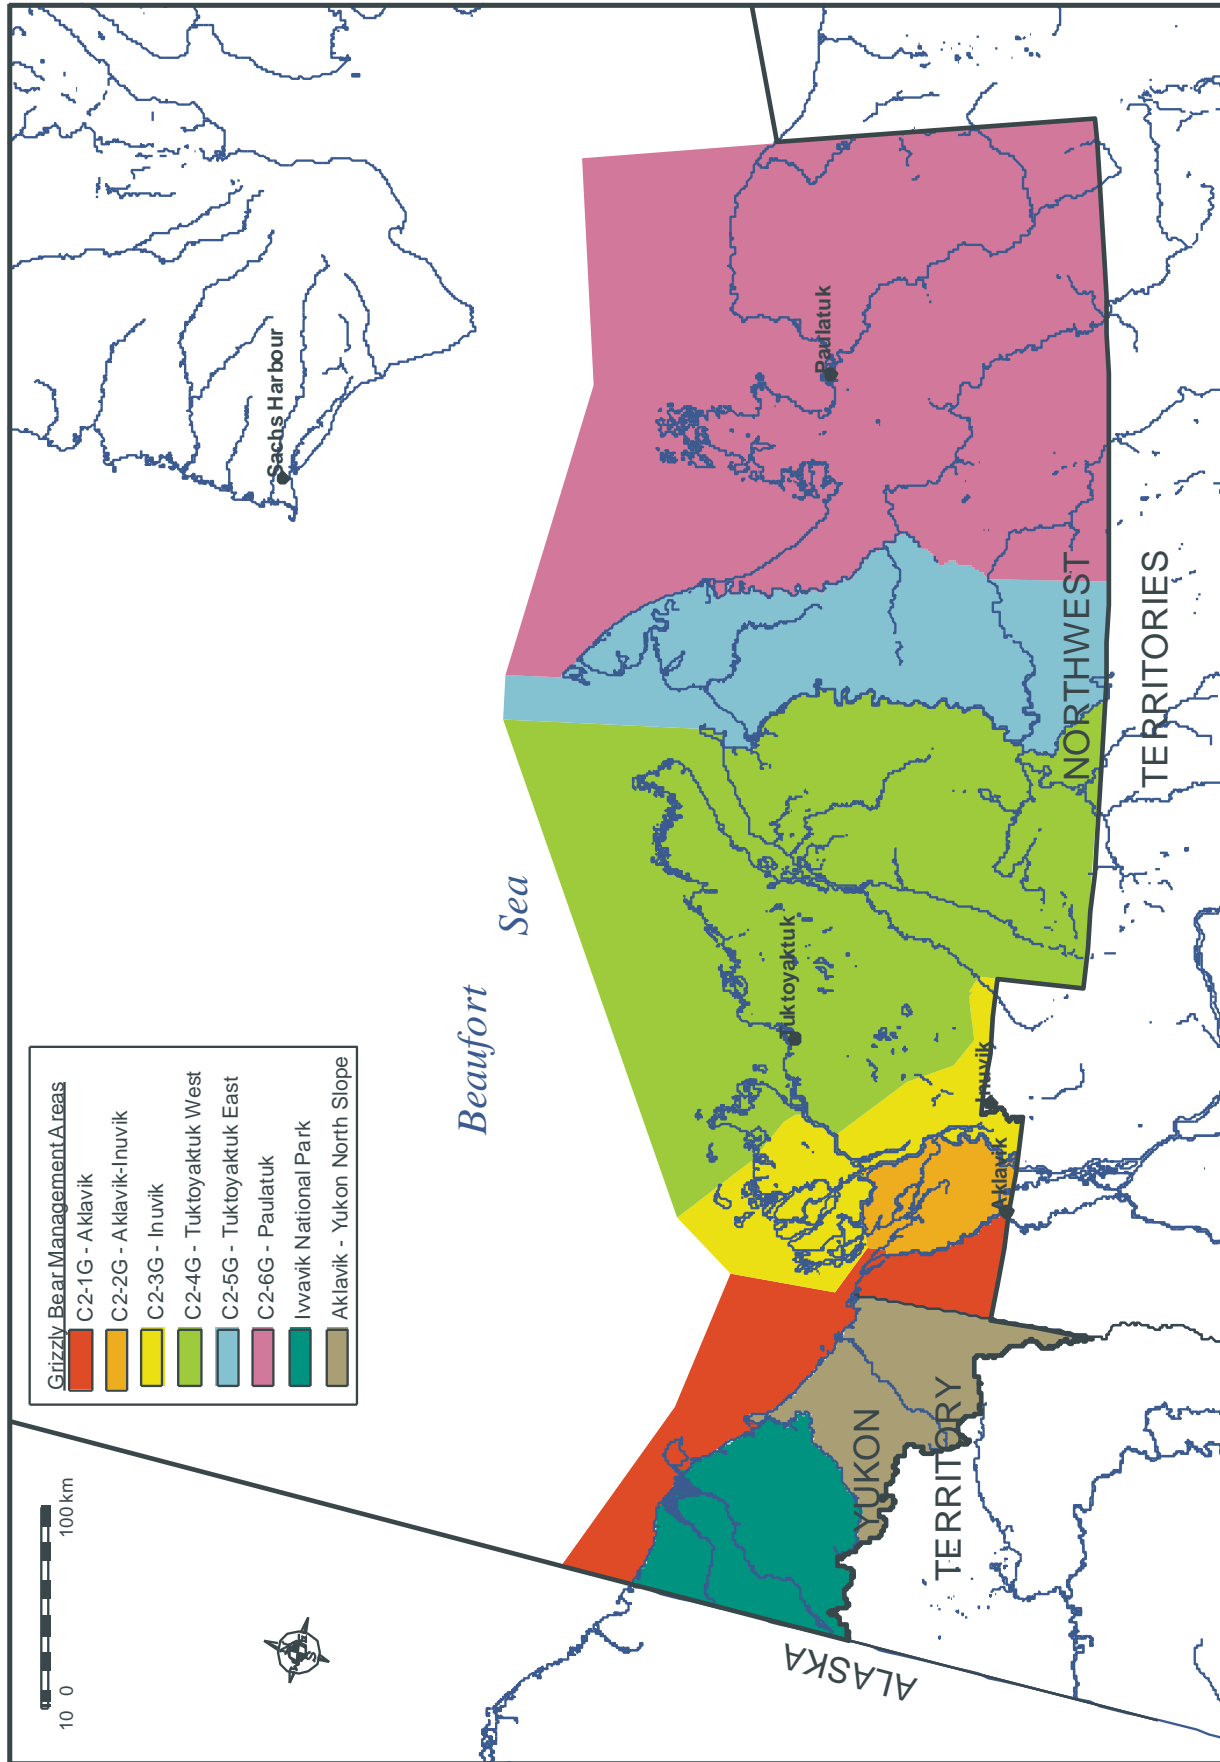 Grizzly Bear Management Areas
C2-1G - Aklavik
C2-2G - Aklavik-Inuvik
C2-3G - Inuvik
C2-4G - Tuktoyaktuk West
C2-5G - Tuktoyaktuk East
C2-6G - Paulatuk
Ivvavik National Park
Aklavik - Yukon North Slope
10 0 100 km
Sachs Harbour
Beaufort
Sea
Paulatuk
Tuktoyaktuk
Inuvik
Aklavik
NORTHWEST
TERRITORIES
YUKON
TERRITORY
ALASKA